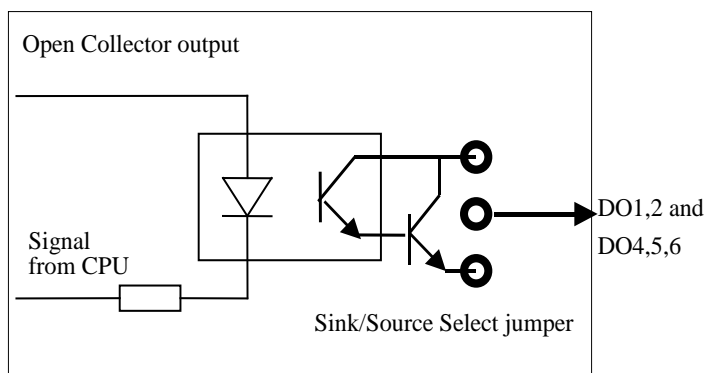 Open Collector output
DO1,2 and
DO4,5,6
Signal
from CPU
Sink/Source Select jumper